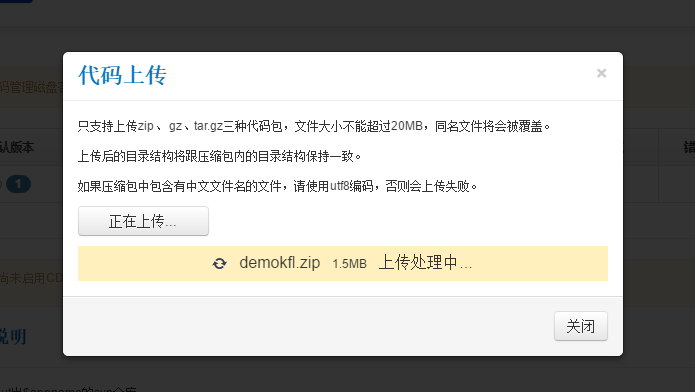 代码上传
×
只支持上传zip 、 gz 、tar.gz三种代码包，文件大小不能超过20MB，同名文件将会被覆盖。
上传后的目录结构将跟压缩包内的目录结构保持一致。
如果压缩包中包含有中文文件名的文件，请使用utf8编码，否则会上传失败。
正在上传...
demokfl.zip 1.5MB 上传处理中...
关闭
码管理磁盘
认版本
错
1
尚未启用CD
说明